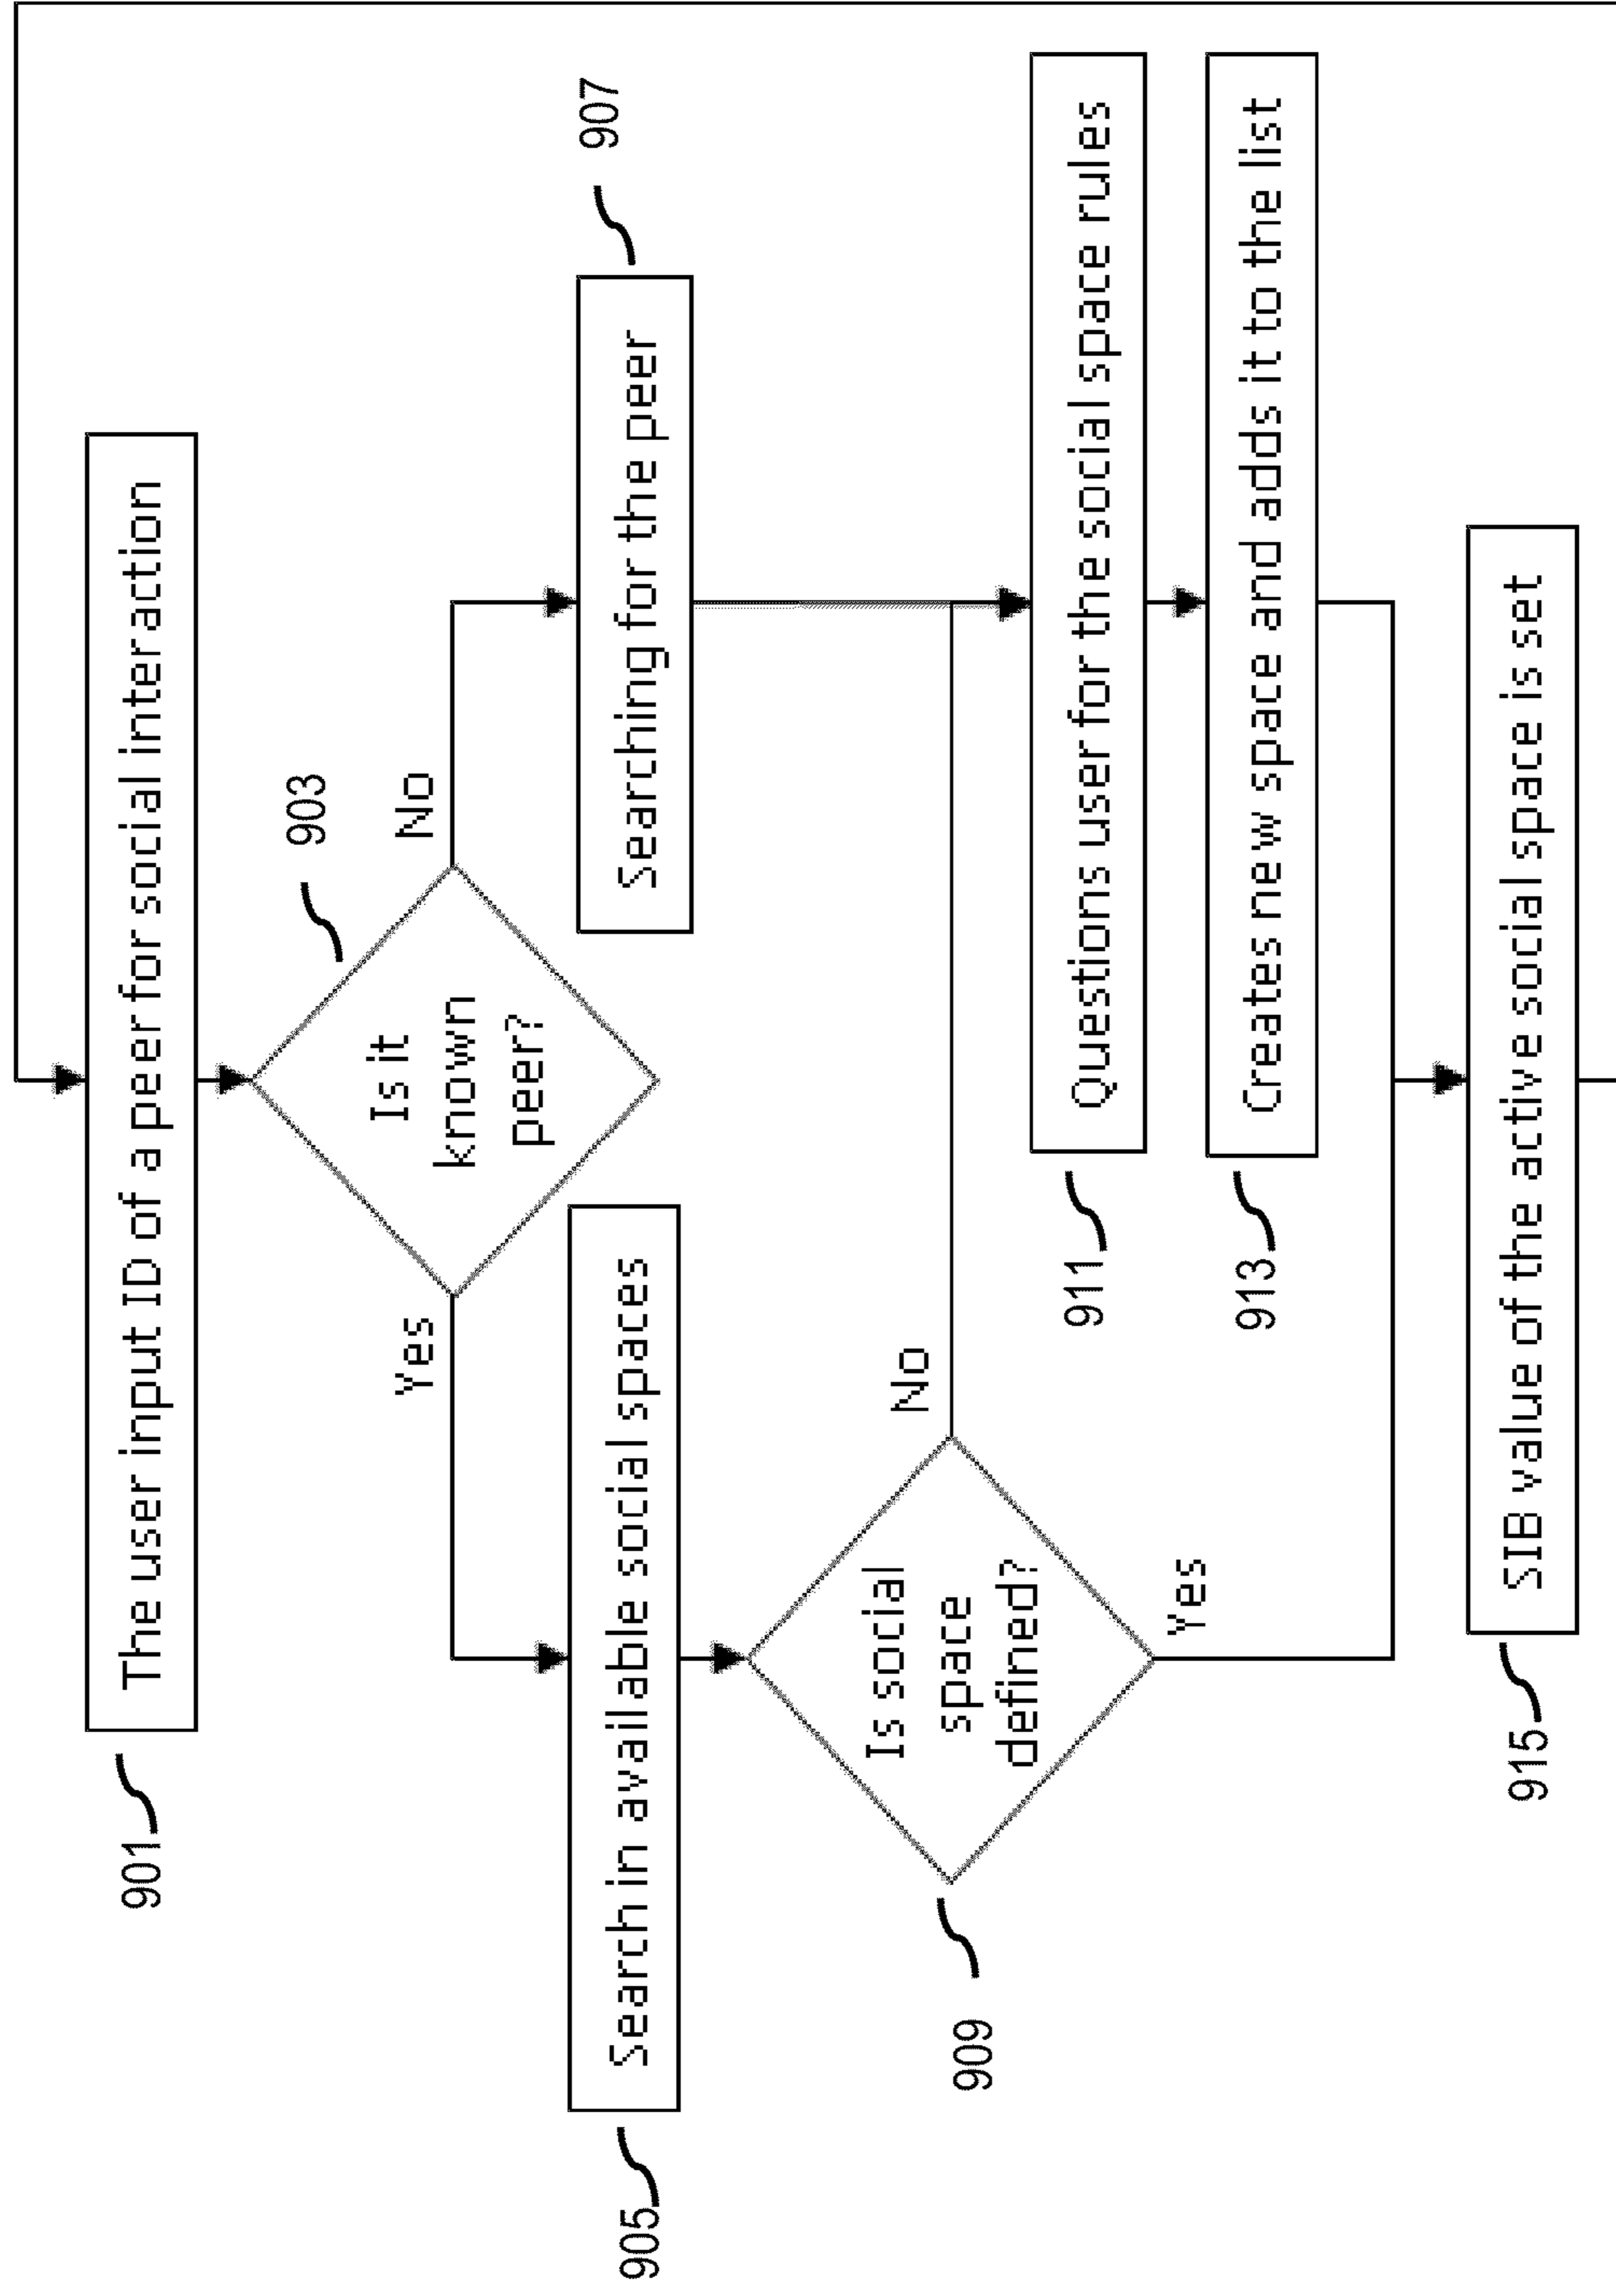 901
The user input ID of a peer for social interaction
903
Is it
known
peer?
Yes
No
907
905
Search in available social spaces
Searching for the peer
909
Is social
space
defined?
No
Yes
911
Questions user for the social space rules
913
Creates new space and adds it to the list
915
SIB value of the active social space is set